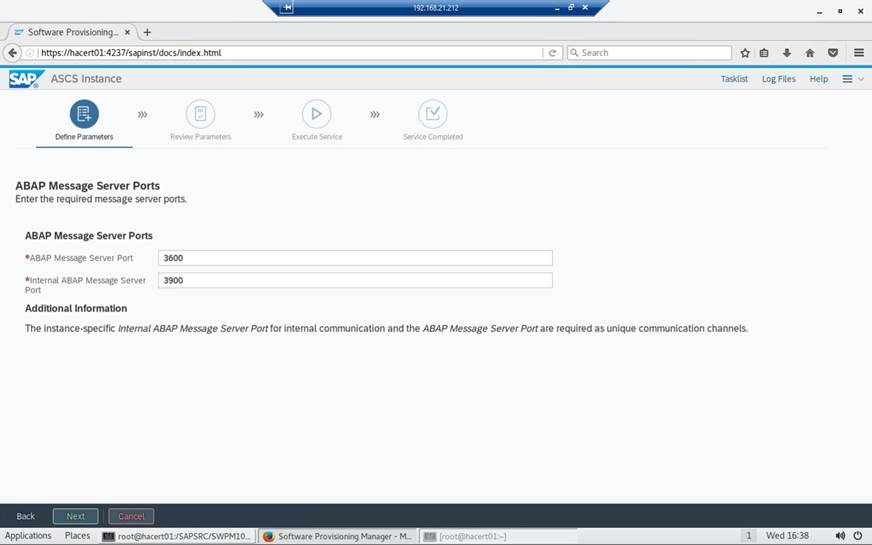 192.168.21.212
Software Provisioning...
https://hacert01:4237/sapinst/docs/index.html
Search
SAP ASCS Instance
Tasklist Log Files Help
Define Parameters
Review Parameters
Execute Service
Service Completed
ABAP Message Server Ports
Enter the required message server ports.
ABAP Message Server Ports
*ABAP Message Server Port 3600
*Internal ABAP Message Server
Port
3900
Additional Information
The instance-specific Internal ABAP Message Server Port for internal communication and the ABAP Message Server Port are required as unique communication channels.
Back Next Cancel
Applications Places root@hacert01:/SAPSRC/SWPM10... Software Provisioning Manager - M... [root@hacert01:~] 1 Wed 16:38